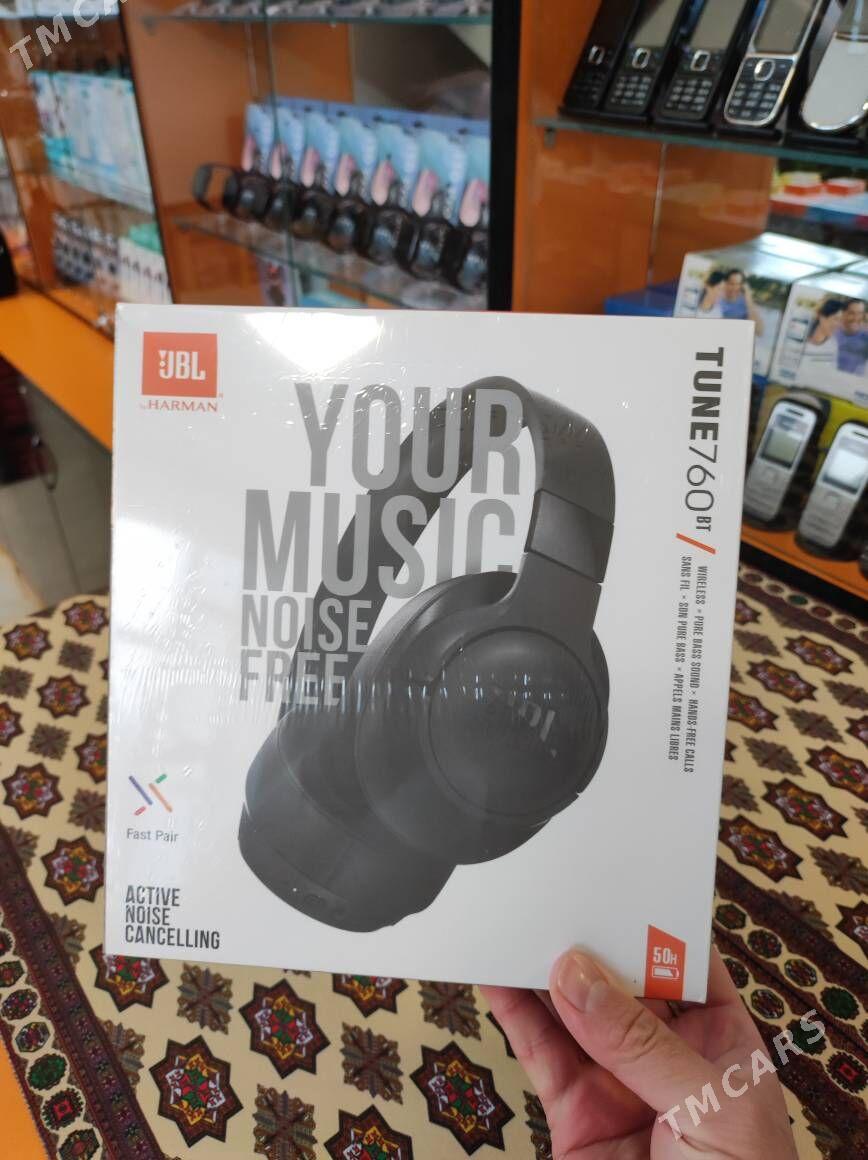 TMCARS
JBL
by HARMAN
YOUR
MUSIC
NOISE
FREE
TUNE760BT
WIRELESS • PURE BASS SOUND • HANDS-FREE CALLS
SANS FIL • SON PURE BASS • APPELS MAINS LIBRES
JBL
Fast Pair
ACTIVE
NOISE
CANCELLING
50H
TMCARS